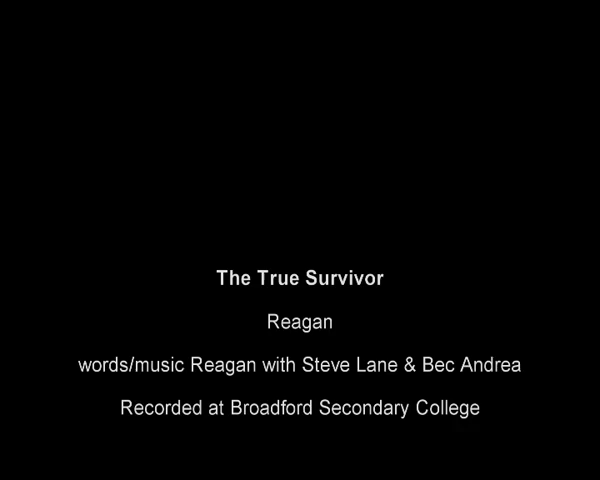 The True Survivor
Reagan
words/music Reagan with Steve Lane & Bec Andrea
Recorded at Broadford Secondary College